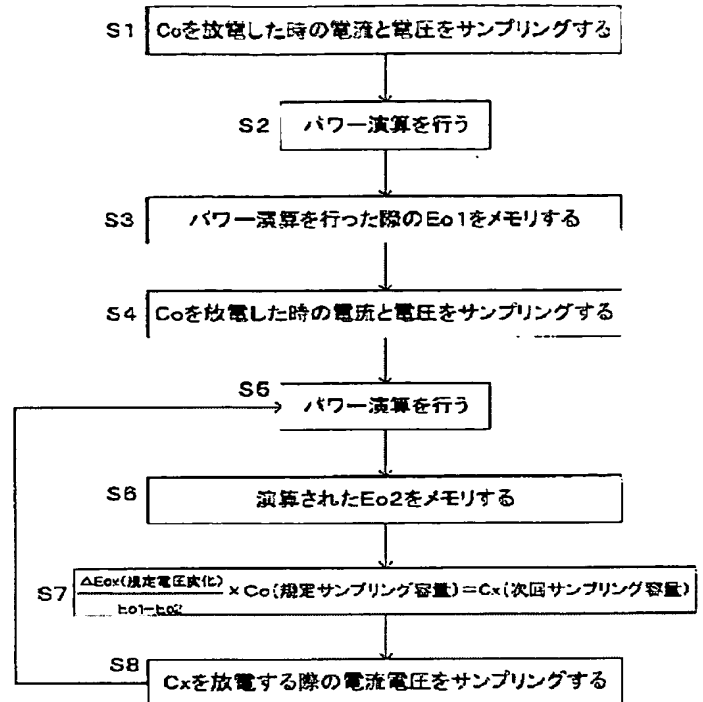 S1 Coを放電した時の電流と電圧をサンプリングする
S2 パワー演算を行う
S3 パワー演算を行った際のEo1をメモリする
S4 Coを放電した時の電流と電圧をサンプリングする
S5 パワー演算を行う
S6 演算されたEo2をメモリする
S7 ΔEox(規定電圧変化)
Eo1-Eo2
×Co(規定サンプリング容量)=Cx(次回サンプリング容量)
S8 Cxを放電する際の電流電圧をサンプリングする